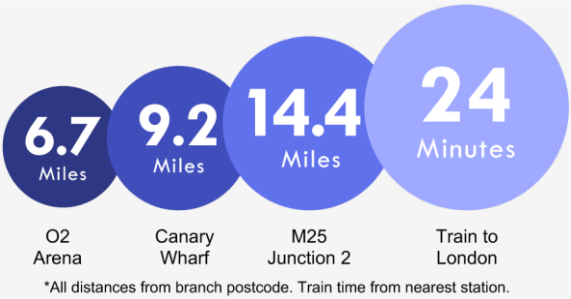 6.7
Miles
9.2
Miles
14.4
Miles
24
Minutes
O2
Arena
Canary
Wharf
M25
Junction 2
Train to
London
*All distances from branch postcode. Train time from nearest station.